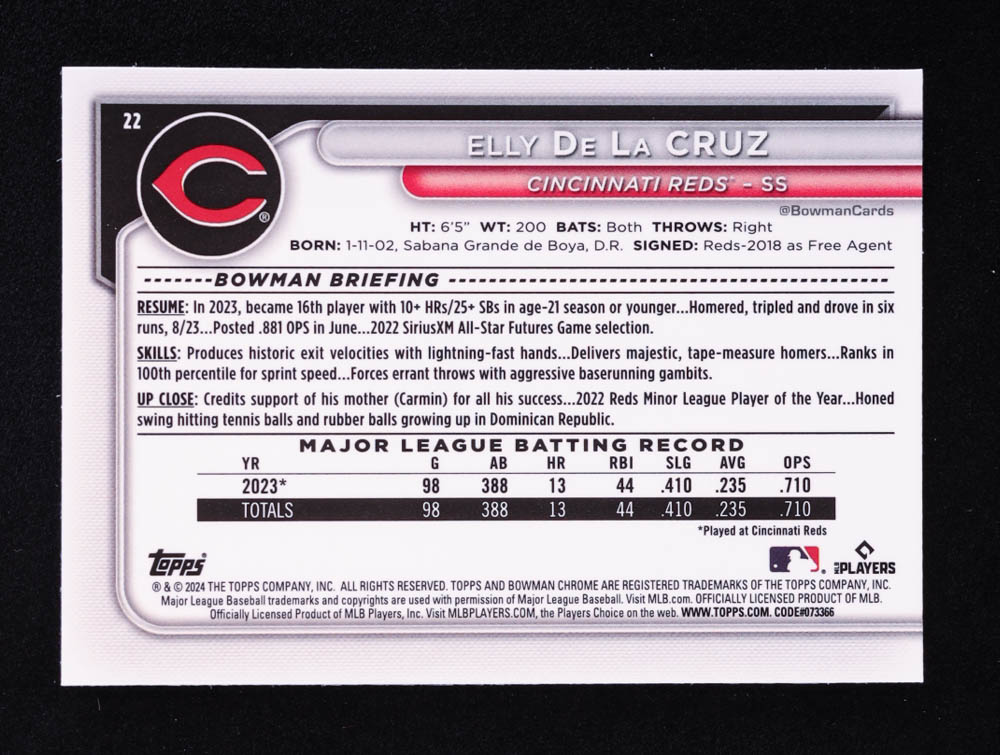 22
ELLY DE LA CRUZ
CINCINNATI REDS™ – SS
@BowmanCards
HT: 6'5" WT: 200 BATS: Both THROWS: Right
BORN: 1-11-02, Sabana Grande de Boya, D.R. SIGNED: Reds-2018 as Free Agent
BOWMAN BRIEFING
RESUME: In 2023, became 16th player with 10+ HRs/25+ SBs in age-21 season or younger...Homered, tripled and drove in six
runs, 8/23...Posted .881 OPS in June...2022 SiriusXM All-Star Futures Game selection.
SKILLS: Produces historic exit velocities with lightning-fast hands...Delivers majestic, tape-measure homers...Ranks in
100th percentile for sprint speed...Forces errant throws with aggressive baserunning gambits.
UP CLOSE: Credits support of his mother (Carmin) for all his success...2022 Reds Minor League Player of the Year...Honed
swing hitting tennis balls and rubber balls growing up in Dominican Republic.
MAJOR LEAGUE BATTING RECORD
YR G AB HR RBI SLG AVG OPS
2023* 98 388 13 44 .410 .235 .710
TOTALS 98 388 13 44 .410 .235 .710
*Played at Cincinnati Reds
topps®
MLB PLAYERS
® & © 2024 THE TOPPS COMPANY, INC. ALL RIGHTS RESERVED. TOPPS AND BOWMAN CHROME ARE REGISTERED TRADEMARKS OF THE TOPPS COMPANY, INC.
Major League Baseball trademarks and copyrights are used with permission of Major League Baseball. Visit MLB.com. OFFICIALLY LICENSED PRODUCT OF MLB.
Officially Licensed Product of MLB Players, Inc. Visit MLBPLAYERS.COM, the Players Choice on the web. WWW.TOPPS.COM. CODE#073366